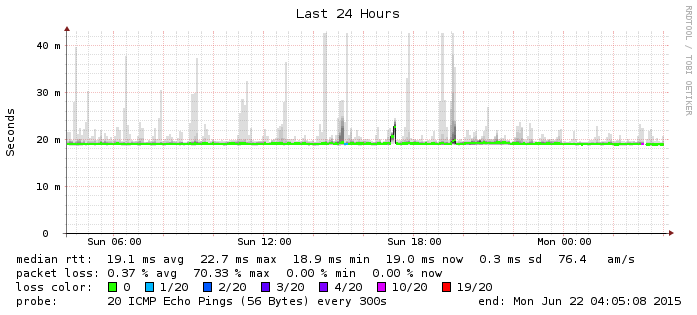 Last 24 Hours
RRDTOOL / TOBI OETIKER
Seconds
40 m
30 m
20 m
10 m
0
Sun 06:00 Sun 12:00 Sun 18:00 Mon 00:00
median rtt: 19.1 ms avg 22.7 ms max 18.9 ms min 19.0 ms now 0.3 ms sd 76.4 am/s
packet loss: 0.37 % avg 70.33 % max 0.00 % min 0.00 % now
loss color: 0 1/20 2/20 3/20 4/20 10/20 19/20
probe: 20 ICMP Echo Pings (56 Bytes) every 300s end: Mon Jun 22 04:05:08 2015